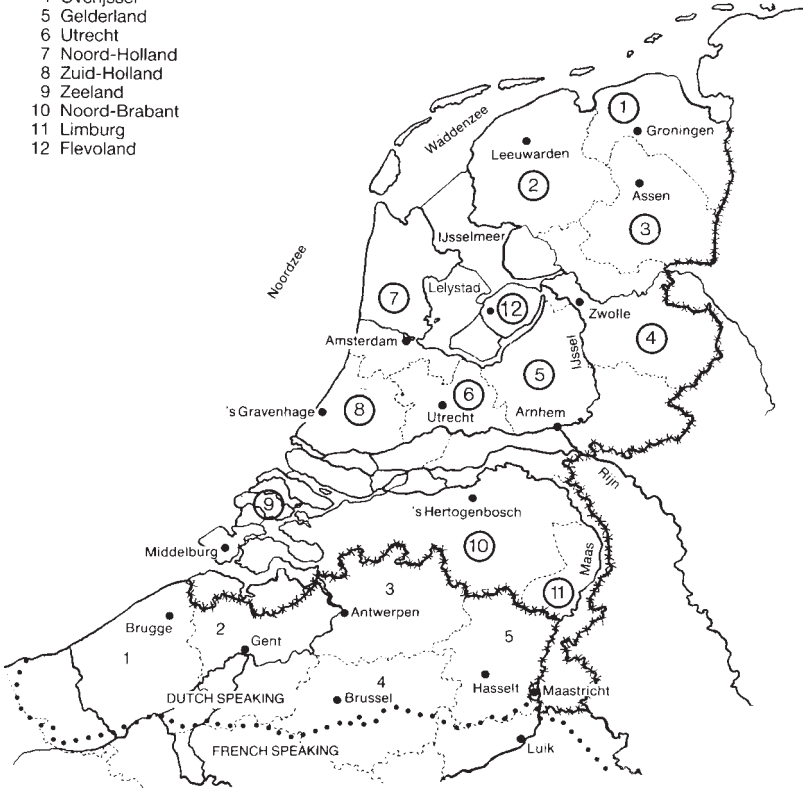 4 Overijssel
5 Gelderland
6 Utrecht
7 Noord-Holland
8 Zuid-Holland
9 Zeeland
10 Noord-Brabant
11 Limburg
12 Flevoland
Waddenzee
1
Groningen
Leeuwarden
2
Assen
3
IJsselmeer
Noordzee
Lelystad
7
12
Zwolle
4
Amsterdam
IJssel
5
6
's Gravenhage
8
Utrecht
Arnhem
Rijn
9
's Hertogenbosch
10
Middelburg
Maas
11
3
Antwerpen
Brugge
2
Gent
1
5
4
Hasselt
Maastricht
DUTCH SPEAKING
Brussel
FRENCH SPEAKING
Luik